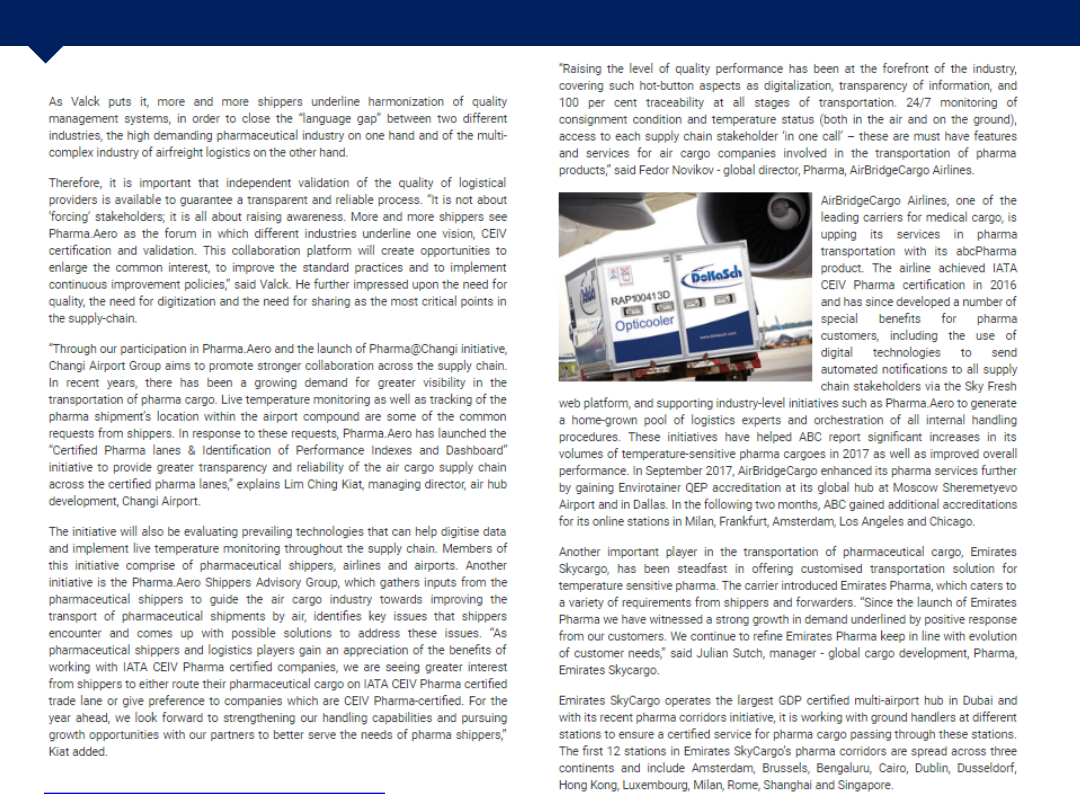 As Valck puts it, more and more shippers underline harmonization of quality
management systems, in order to close the “language gap” between two different
industries, the high demanding pharmaceutical industry on one hand and of the multi-
complex industry of airfreight logistics on the other hand.
Therefore, it is important that independent validation of the quality of logistical
providers is available to guarantee a transparent and reliable process. “It is not about
‘forcing’ stakeholders; it is all about raising awareness. More and more shippers see
Pharma.Aero as the forum in which different industries underline one vision, CEIV
certification and validation. This collaboration platform will create opportunities to
enlarge the common interest, to improve the standard practices and to implement
continuous improvement policies,” said Valck. He further impressed upon the need for
quality, the need for digitization and the need for sharing as the most critical points in
the supply-chain.
“Through our participation in Pharma.Aero and the launch of Pharma@Changi initiative,
Changi Airport Group aims to promote stronger collaboration across the supply chain.
In recent years, there has been a growing demand for greater visibility in the
transportation of pharma cargo. Live temperature monitoring as well as tracking of the
pharma shipment’s location within the airport compound are some of the common
requests from shippers. In response to these requests, Pharma.Aero has launched the
“Certified Pharma lanes & Identification of Performance Indexes and Dashboard”
initiative to provide greater transparency and reliability of the air cargo supply chain
across the certified pharma lanes,” explains Lim Ching Kiat, managing director, air hub
development, Changi Airport.
The initiative will also be evaluating prevailing technologies that can help digitise data
and implement live temperature monitoring throughout the supply chain. Members of
this initiative comprise of pharmaceutical shippers, airlines and airports. Another
initiative is the Pharma.Aero Shippers Advisory Group, which gathers inputs from the
pharmaceutical shippers to guide the air cargo industry towards improving the
transport of pharmaceutical shipments by air, identifies key issues that shippers
encounter and comes up with possible solutions to address these issues. “As
pharmaceutical shippers and logistics players gain an appreciation of the benefits of
working with IATA CEIV Pharma certified companies, we are seeing greater interest
from shippers to either route their pharmaceutical cargo on IATA CEIV Pharma certified
trade lane or give preference to companies which are CEIV Pharma-certified. For the
year ahead, we look forward to strengthening our handling capabilities and pursuing
growth opportunities with our partners to better serve the needs of pharma shippers,”
Kiat added.
“Raising the level of quality performance has been at the forefront of the industry,
covering such hot-button aspects as digitalization, transparency of information, and
100 per cent traceability at all stages of transportation. 24/7 monitoring of
consignment condition and temperature status (both in the air and on the ground),
access to each supply chain stakeholder ‘in one call’ – these are must have features
and services for air cargo companies involved in the transportation of pharma
products,” said Fedor Novikov - global director, Pharma, AirBridgeCargo Airlines.
DoKaSch
RAP100413D
Opticooler
www.dokasch.com
AirBridgeCargo Airlines, one of the
leading carriers for medical cargo, is
upping its services in pharma
transportation with its abcPharma
product. The airline achieved IATA
CEIV Pharma certification in 2016
and has since developed a number of
special benefits for pharma
customers, including the use of
digital technologies to send
automated notifications to all supply
chain stakeholders via the Sky Fresh
web platform, and supporting industry-level initiatives such as Pharma.Aero to generate
a home-grown pool of logistics experts and orchestration of all internal handling
procedures. These initiatives have helped ABC report significant increases in its
volumes of temperature-sensitive pharma cargoes in 2017 as well as improved overall
performance. In September 2017, AirBridgeCargo enhanced its pharma services further
by gaining Envirotainer QEP accreditation at its global hub at Moscow Sheremetyevo
Airport and in Dallas. In the following two months, ABC gained additional accreditations
for its online stations in Milan, Frankfurt, Amsterdam, Los Angeles and Chicago.
Another important player in the transportation of pharmaceutical cargo, Emirates
Skycargo, has been steadfast in offering customised transportation solution for
temperature sensitive pharma. The carrier introduced Emirates Pharma, which caters to
a variety of requirements from shippers and forwarders. “Since the launch of Emirates
Pharma we have witnessed a strong growth in demand underlined by positive response
from our customers. We continue to refine Emirates Pharma keep in line with evolution
of customer needs,” said Julian Sutch, manager - global cargo development, Pharma,
Emirates Skycargo.
Emirates SkyCargo operates the largest GDP certified multi-airport hub in Dubai and
with its recent pharma corridors initiative, it is working with ground handlers at different
stations to ensure a certified service for pharma cargo passing through these stations.
The first 12 stations in Emirates SkyCargo’s pharma corridors are spread across three
continents and include Amsterdam, Brussels, Bengaluru, Cairo, Dublin, Dusseldorf,
Hong Kong, Luxembourg, Milan, Rome, Shanghai and Singapore.